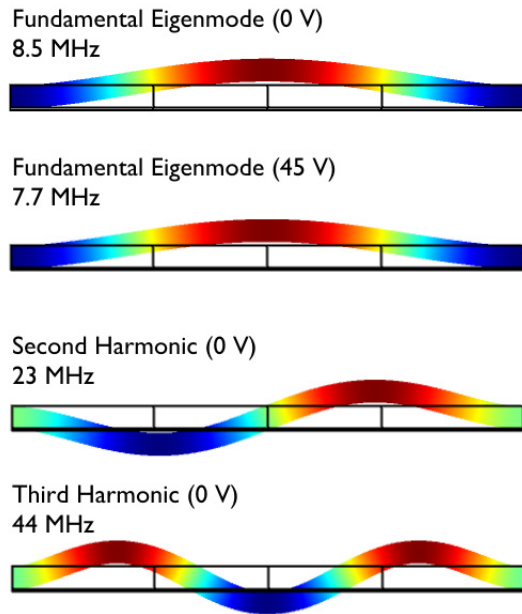 Fundamental Eigenmode (0 V)
8.5 MHz
Fundamental Eigenmode (45 V)
7.7 MHz
Second Harmonic (0 V)
23 MHz
Third Harmonic (0 V)
44 MHz